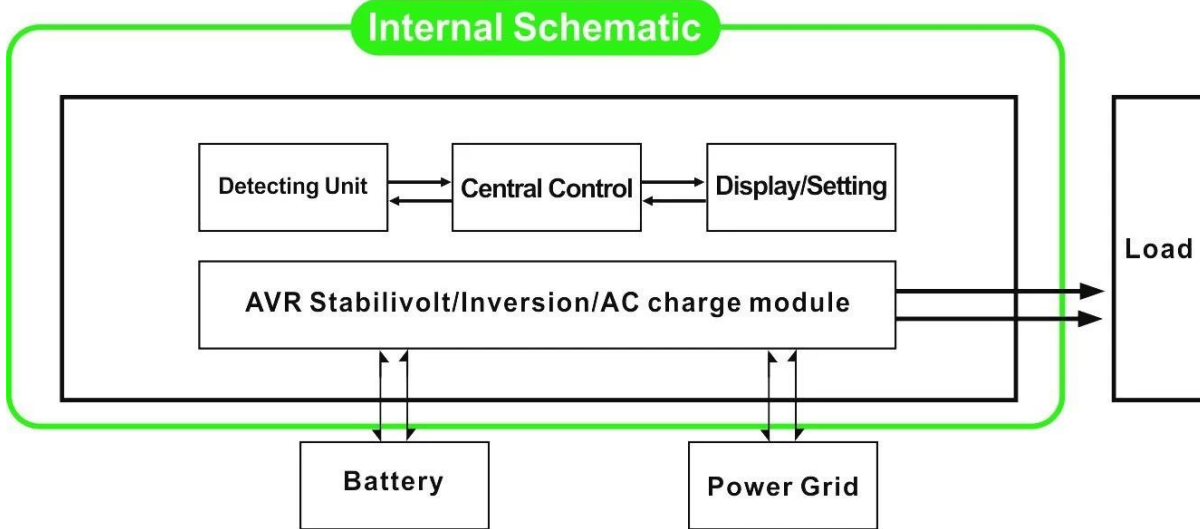 Internal Schematic
Detecting Unit
Central Control
Display/Setting
Load
AVR Stabilivolt/Inversion/AC charge module
Battery
Power Grid